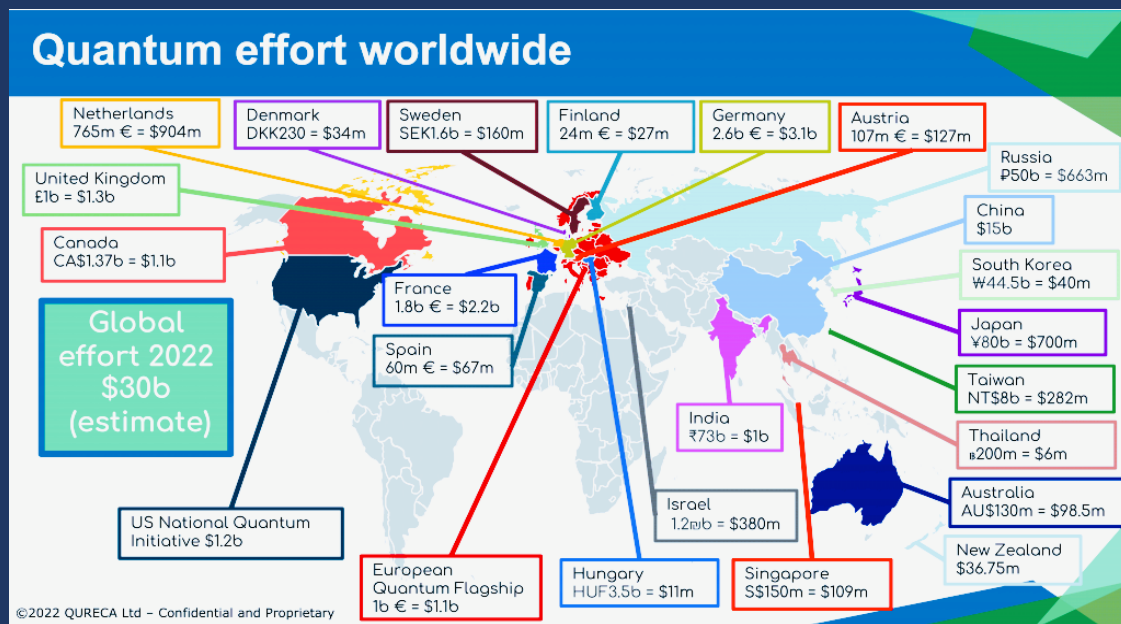 Quantum effort worldwide
Netherlands
765m € = $904m
Denmark
DKK230 = $34m
Sweden
SEK1.6b = $160m
Finland
24m € = $27m
Germany
2.6b € = $3.1b
Austria
107m € = $127m
Russia
₽50b = $663m
United Kingdom
£1b = $1.3b
China
$15b
Canada
CA$1.37b = $1.1b
South Korea
₩44.5b = $40m
France
1.8b € = $2.2b
Global
effort 2022
$30b
(estimate)
Japan
¥80b = $700m
Spain
60m € = $67m
Taiwan
NT$8b = $282m
India
₹73b = $1b
Thailand
฿200m = $6m
Australia
AU$130m = $98.5m
Israel
1.2₪b = $380m
US National Quantum
Initiative $1.2b
New Zealand
$36.75m
European
Quantum Flagship
1b € = $1.1b
Hungary
HUF3.5b = $11m
Singapore
S$150m = $109m
©2022 QURECA Ltd – Confidential and Proprietary